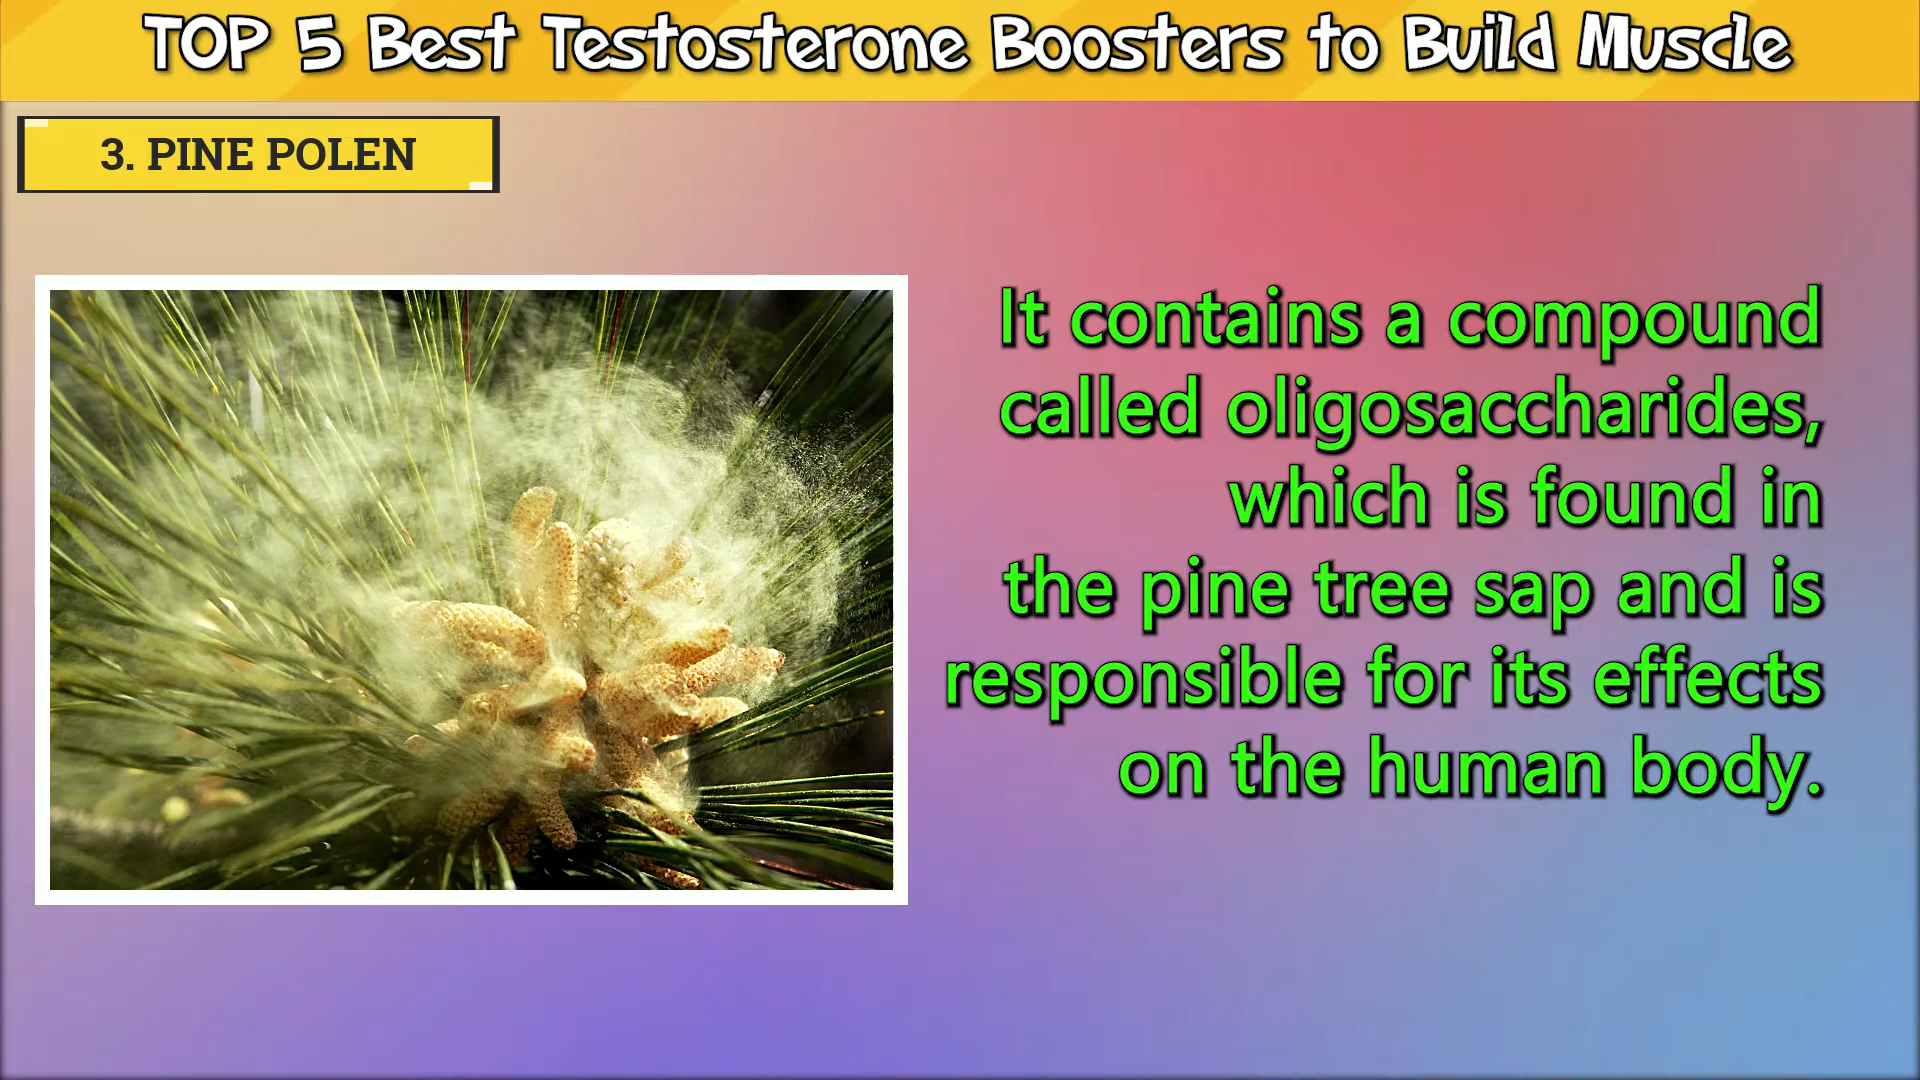 TOP 5 Best Testosterone Boosters to Build Muscle
3. PINE POLEN
It contains a compound
called oligosaccharides,
which is found in
the pine tree sap and is
responsible for its effects
on the human body.